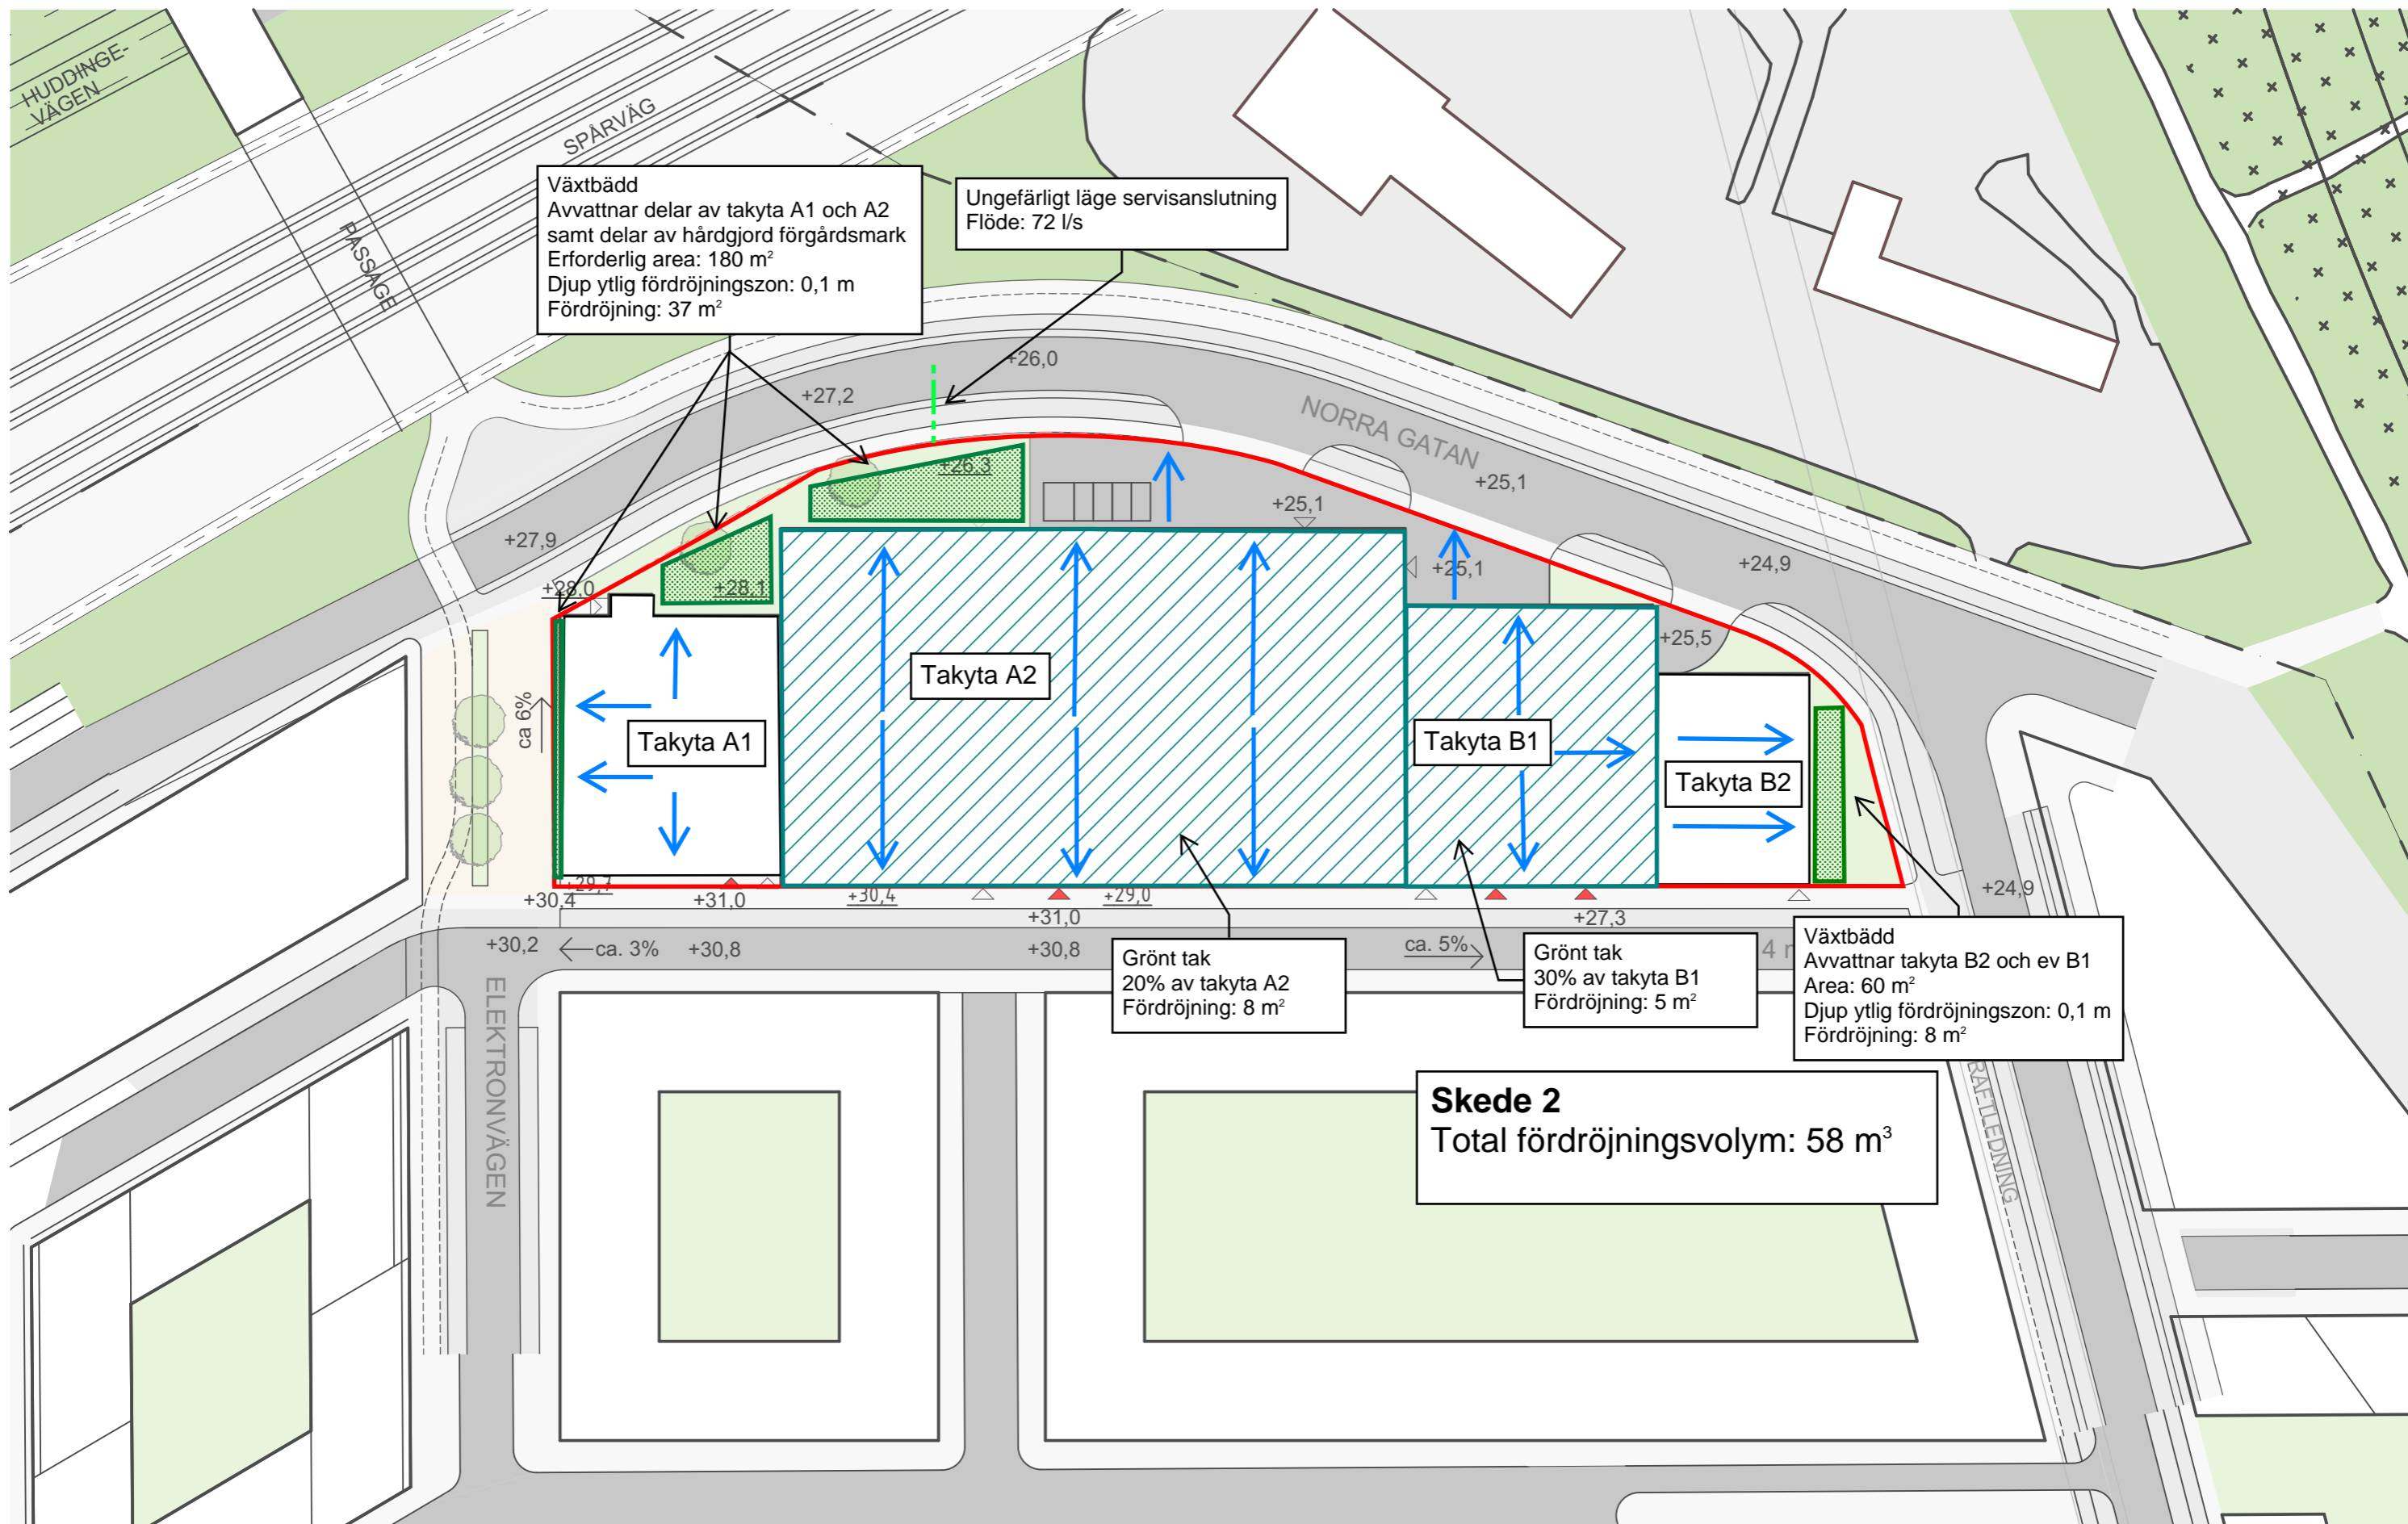 HUDDINGE-
VÄGEN
SPÅRVÄG
PASSAGE
Växtbädd
Avvattnar delar av takyta A1 och A2
samt delar av hårdgjord förgårdsmark
Erforderlig area: 180 m²
Djup ytlig fördröjningszon: 0,1 m
Fördröjning: 37 m²
Ungefärligt läge servisanslutning
Flöde: 72 l/s
+26,0
+27,2
NORRA GATAN
+26,3
+25,1
+25,1
+27,9
+28,0
+28,1
+25,1
+24,9
+25,5
ca 6%
Takyta A1
Takyta A2
Takyta B1
Takyta B2
+29,7
+30,4
+31,0
+30,4
+29,0
+31,0
+27,3
+24,9
+30,2
ca. 3%
+30,8
+30,8
ca. 5%
Grönt tak
20% av takyta A2
Fördröjning: 8 m²
Grönt tak
30% av takyta B1
Fördröjning: 5 m²
4
Växtbädd
Avvattnar takyta B2 och ev B1
Area: 60 m²
Djup ytlig fördröjningszon: 0,1 m
Fördröjning: 8 m²
ELEKTRONVÄGEN
Skede 2
Total fördröjningsvolym: 58 m³
RAFTLEDNING